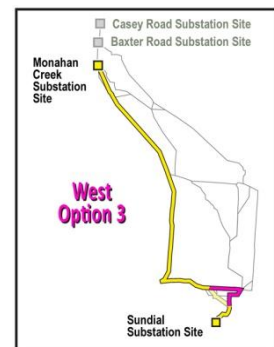 Casey Road Substation Site
Baxter Road Substation Site
Monahan
Creek
Substation
Site
West
Option 3
Sundial
Substation Site